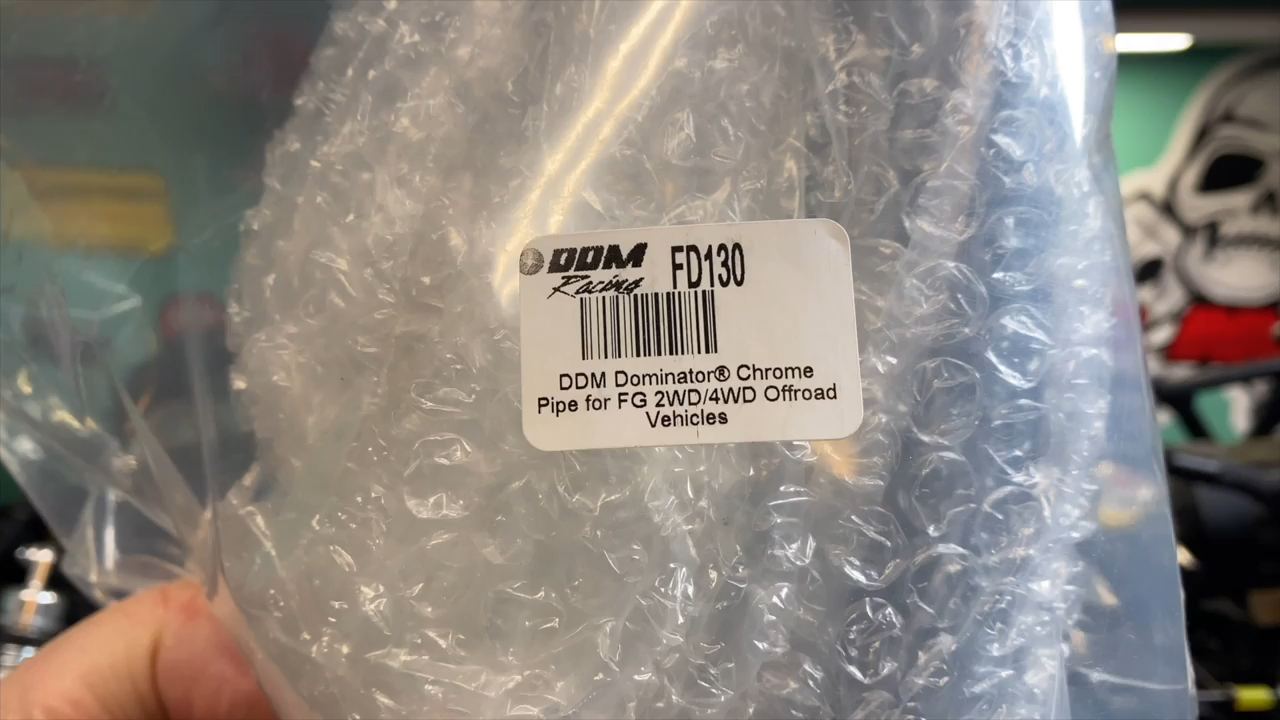 DDM FD130
Racing
DDM Dominator® Chrome
Pipe for FG 2WD/4WD Offroad
Vehicles